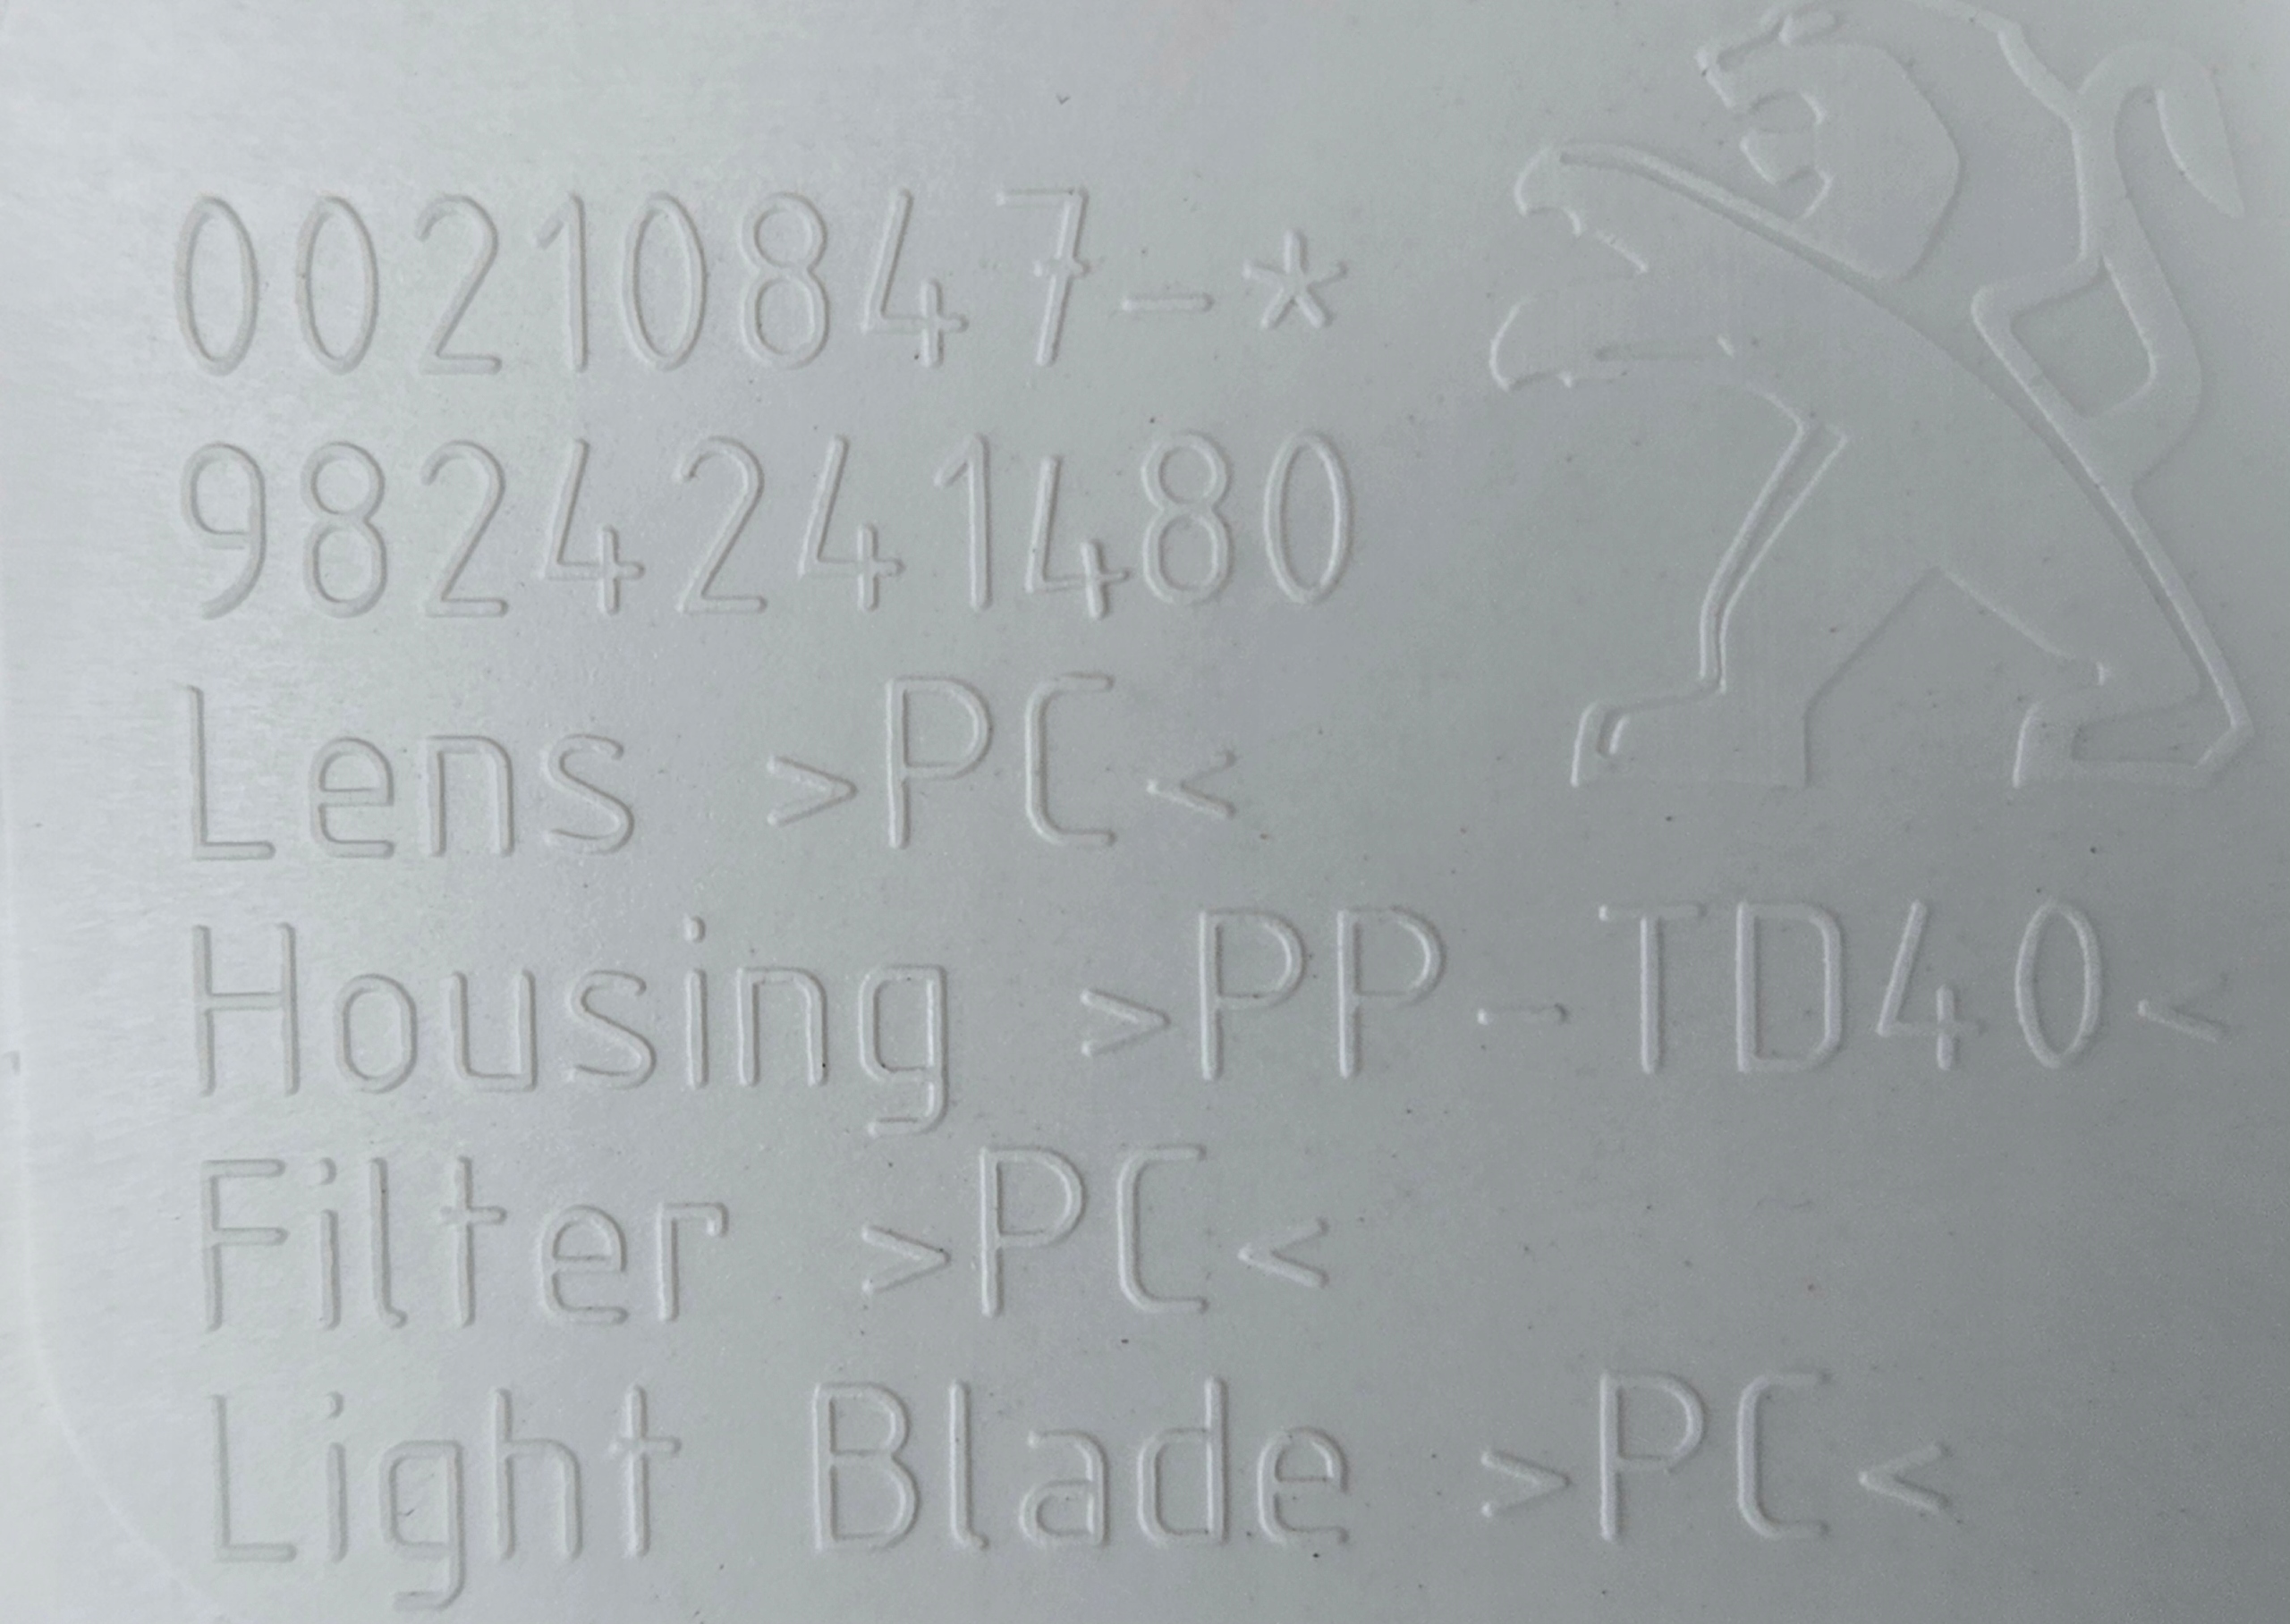 00210847-*
9824241480
Lens >PC<
Housing >PP-TD40<
Filter >PC<
Light Blade >PC<